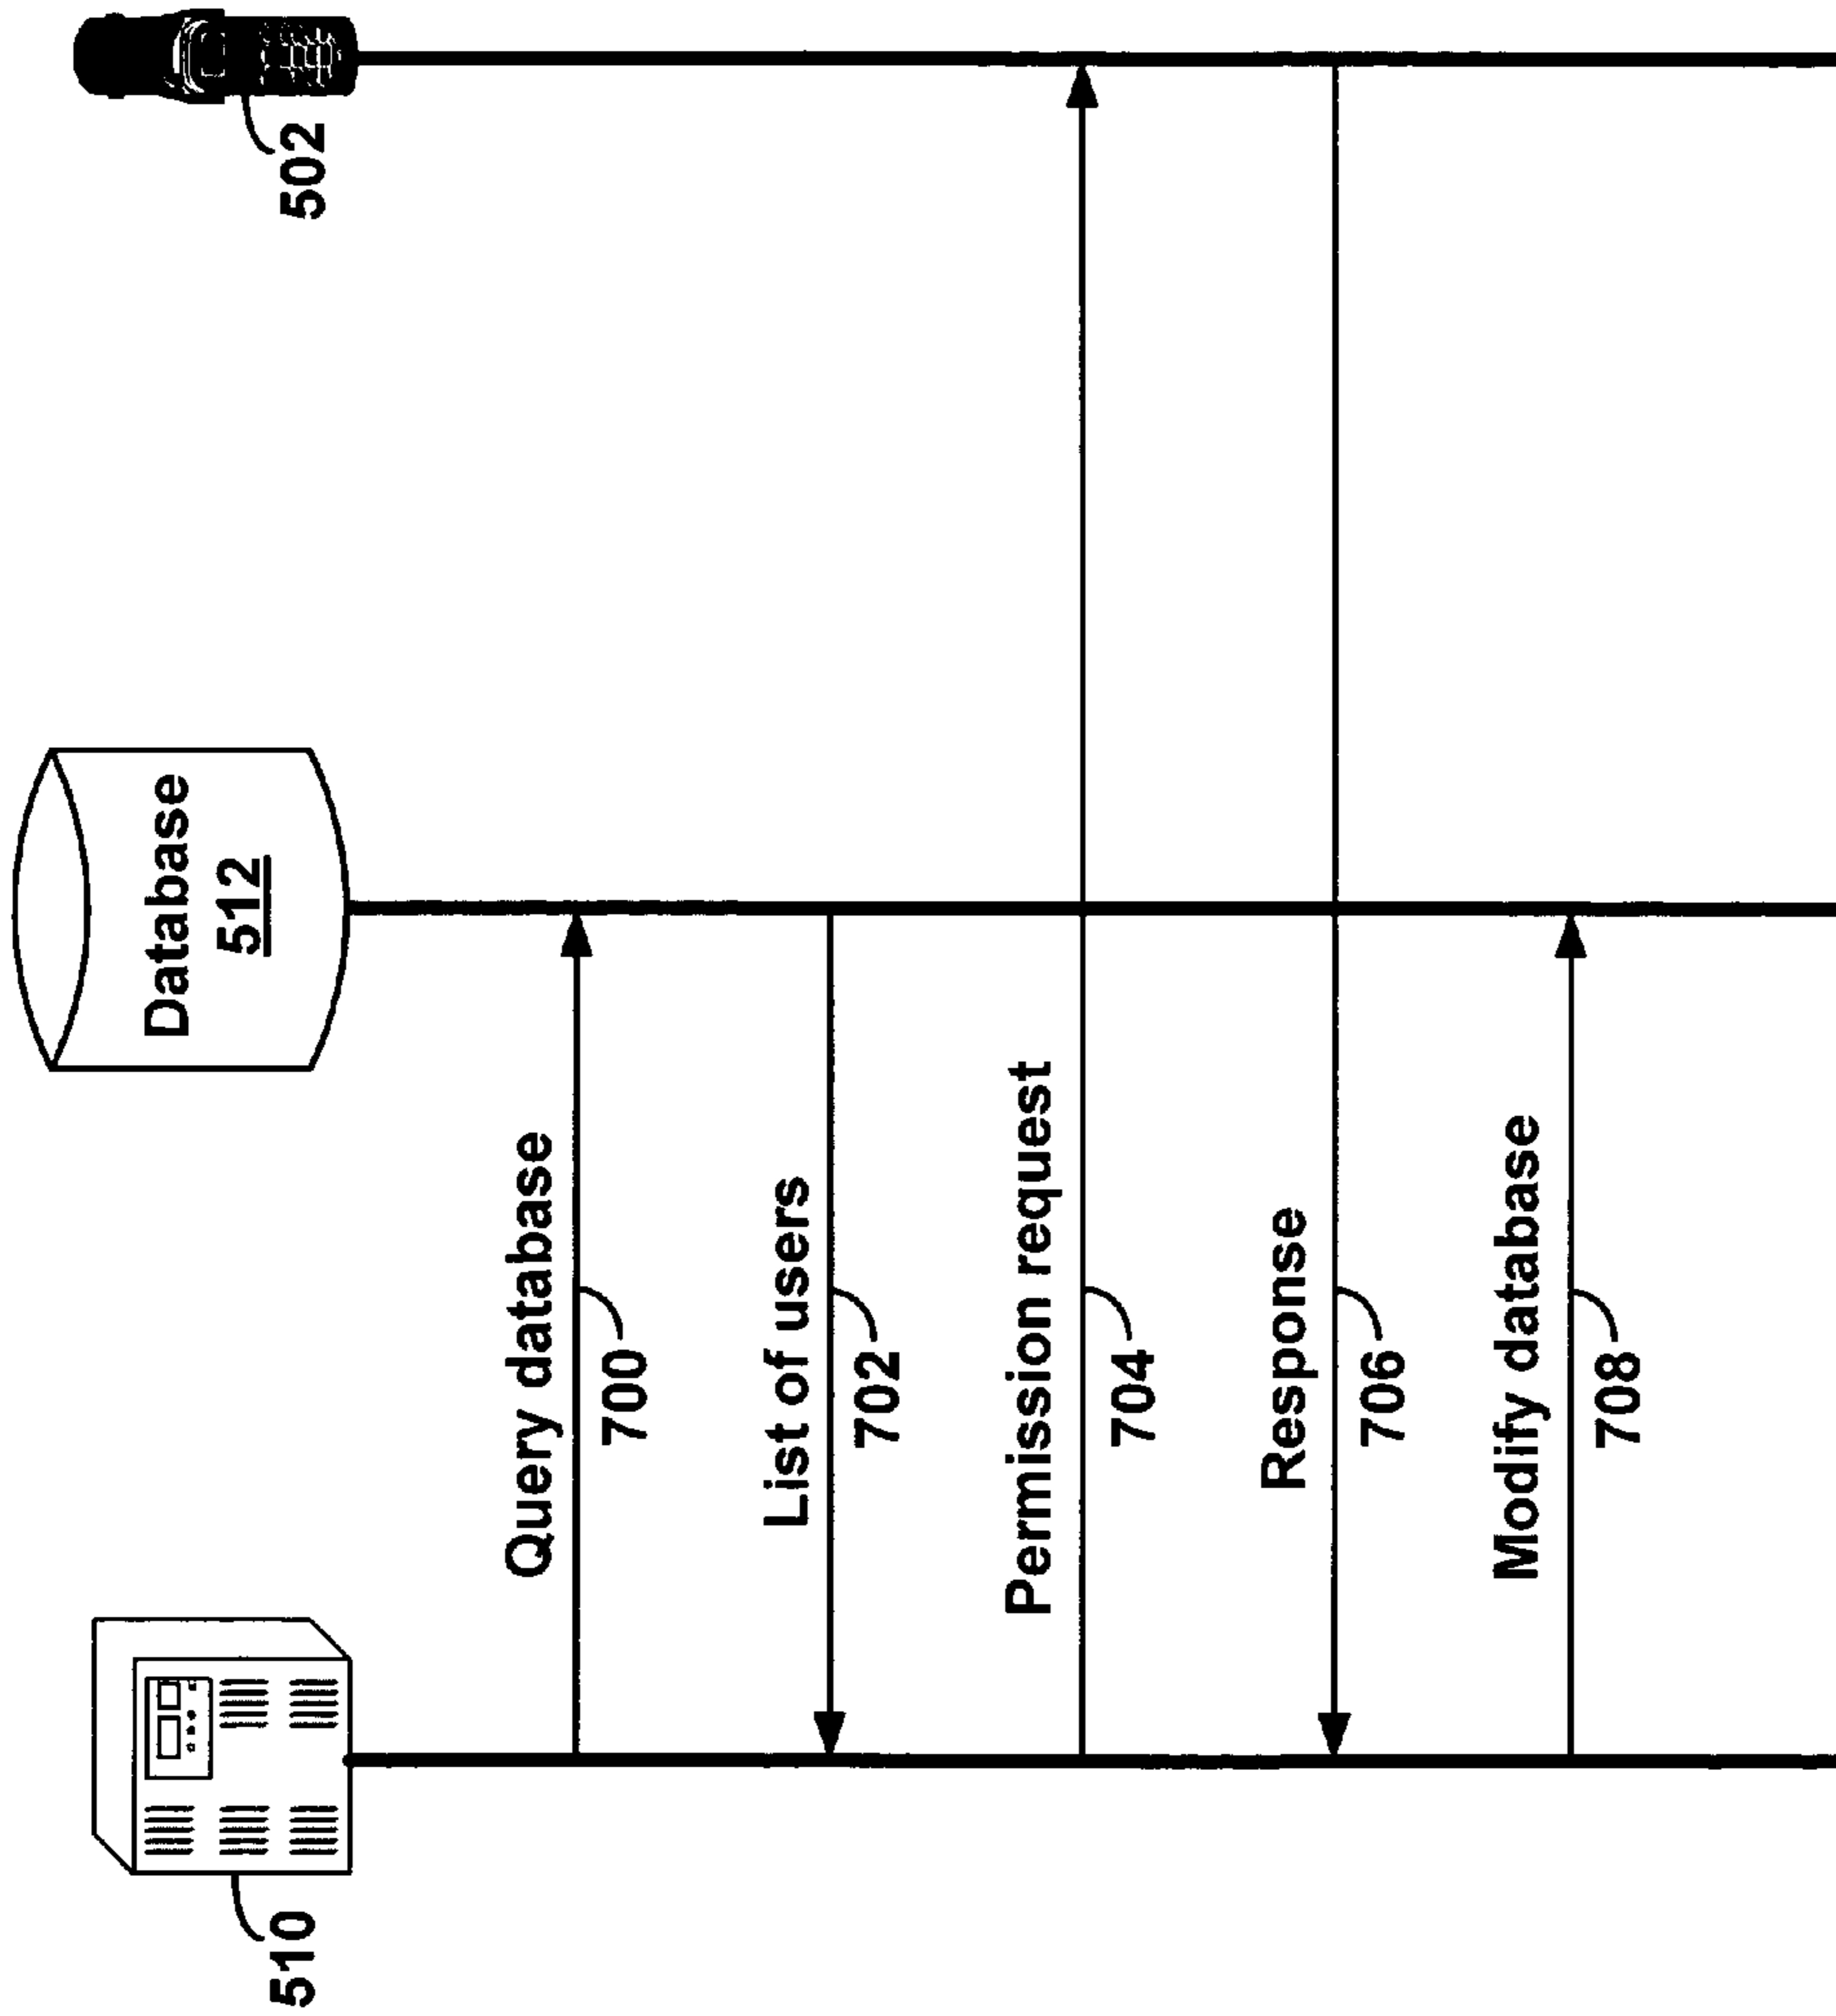 510
Database
512
502
Query database
700
List of users
702
Permission request
704
Response
706
Modify database
708